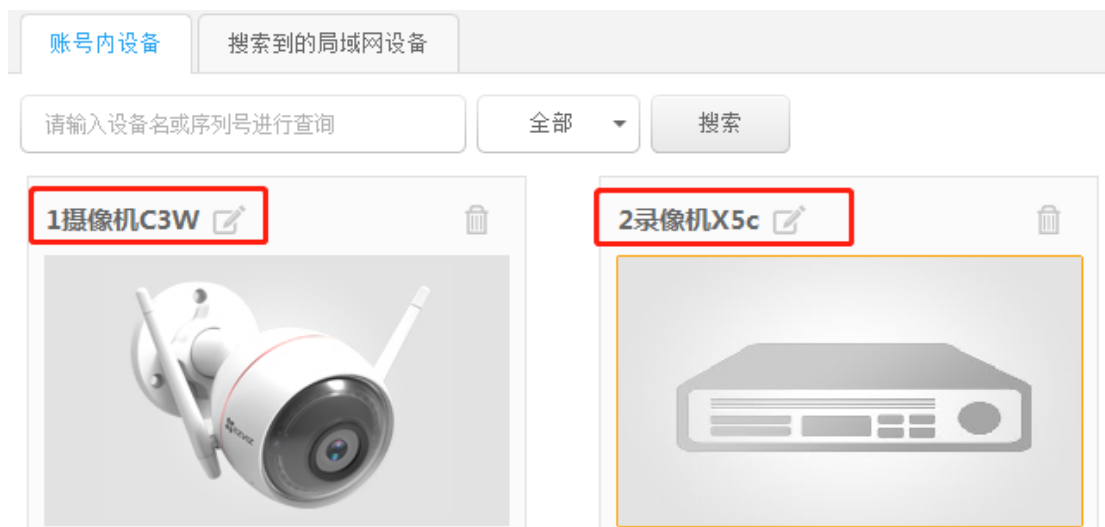 账号内设备 搜索到的局域网设备
请输入设备名或序列号进行查询 全部 搜索
1摄像机C3W 2录像机X5c
EZVIZ